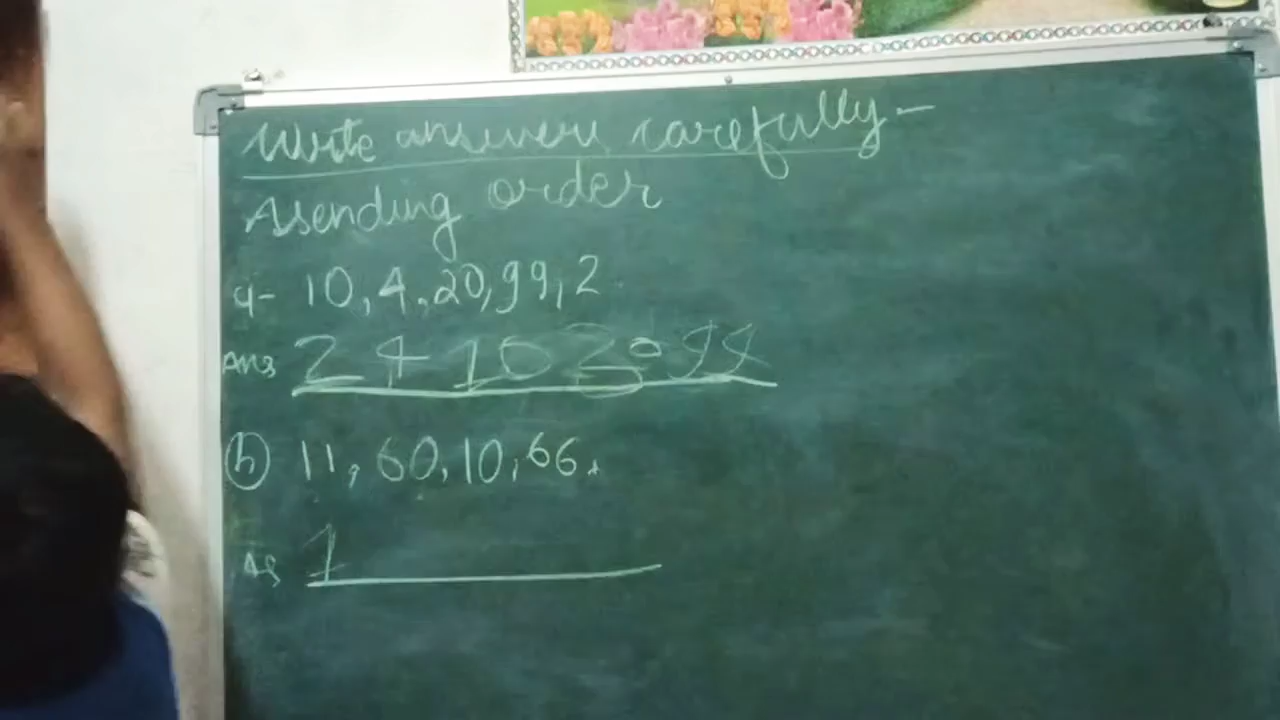 Write answers carefully-
Asending order
a- 10, 4, 20, 99, 2
Ans 2 4 10 20 99
(b) 11, 60, 10, 66.
As 1